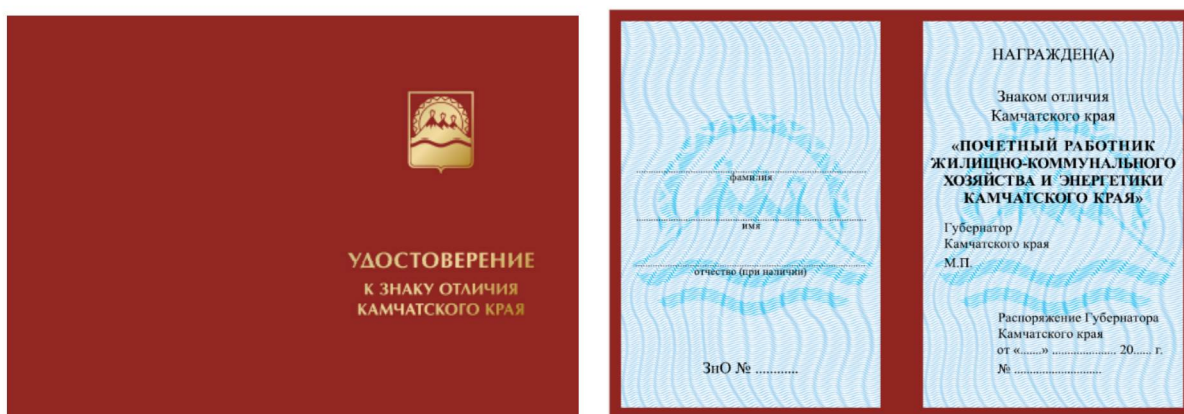 УДОСТОВЕРЕНИЕ
К ЗНАКУ ОТЛИЧИЯ
КАМЧАТСКОГО КРАЯ
фамилия
имя
отчество (при наличии)
ЗнО № ............
НАГРАЖДЕН(А)
Знаком отличия
Камчатского края
«ПОЧЕТНЫЙ РАБОТНИК
ЖИЛИЩНО-КОММУНАЛЬНОГО
ХОЗЯЙСТВА И ЭНЕРГЕТИКИ
КАМЧАТСКОГО КРАЯ»
Губернатор
Камчатского края
М.П.
Распоряжение Губернатора
Камчатского края
от «.......» ...................... 20...... г.
№ .............................